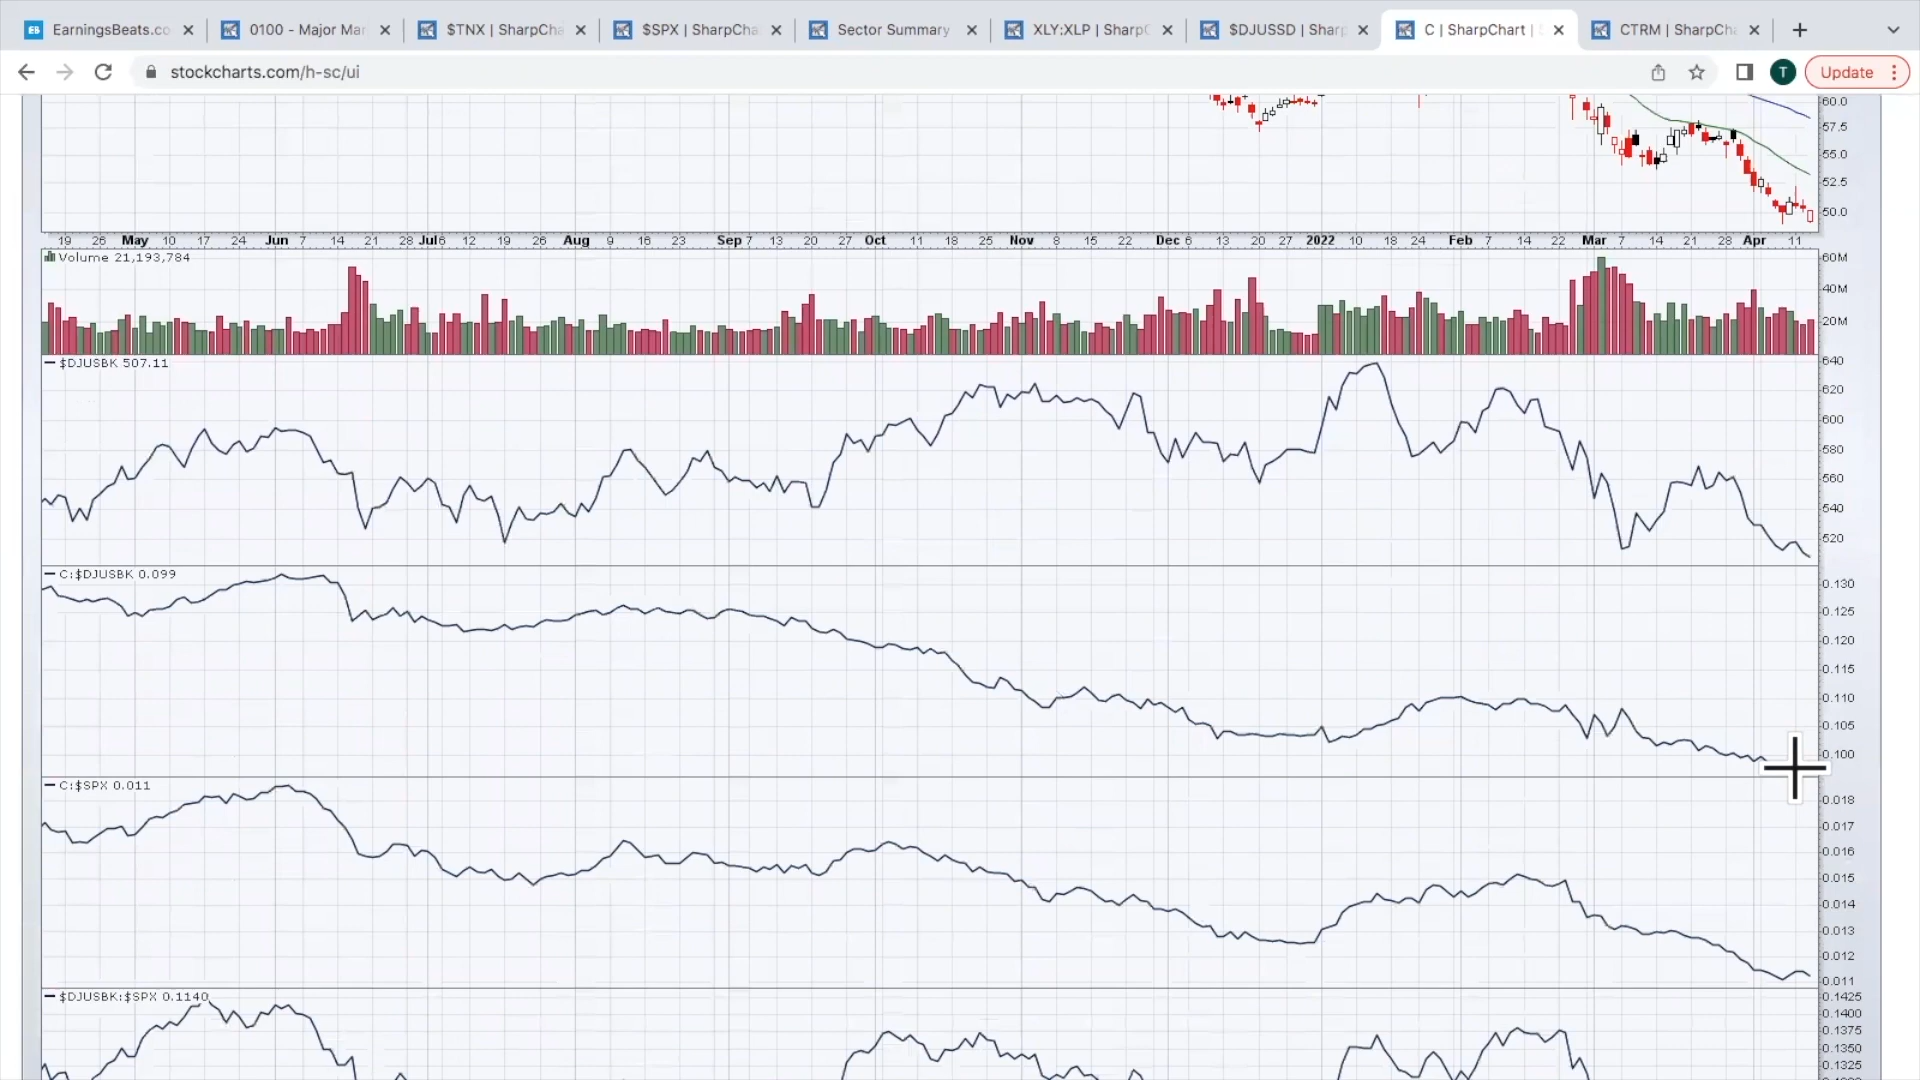 EarningsBeats.co
0100 - Major Mar
$TNX | SharpCha
$SPX | SharpCha
Sector Summary
XLY:XLP | SharpC
$DJUSSD | Sharp
C | SharpChart |
CTRM | SharpCha
stockcharts.com/h-sc/ui
T
Update
60.0
57.5
55.0
52.5
50.0
19 26 May 10 17 24 Jun 7 14 21 28 Jul6 12 19 26 Aug 9 16 23 Sep 7 13 20 27 Oct 11 18 25 Nov 8 15 22 Dec 6 13 20 27 2022 10 18 24 Feb 7 14 22 Mar 7 14 21 28 Apr 11
Volume 21,193,784
60M
40M
20M
$DJUSBK 507.11
640
620
600
580
560
540
520
C:$DJUSBK 0.099
0.130
0.125
0.120
0.115
0.110
0.105
0.100
C:$SPX 0.011
0.018
0.017
0.016
0.015
0.014
0.013
0.012
0.011
$DJUSBK:$SPX 0.1140
0.1425
0.1400
0.1375
0.1350
0.1325